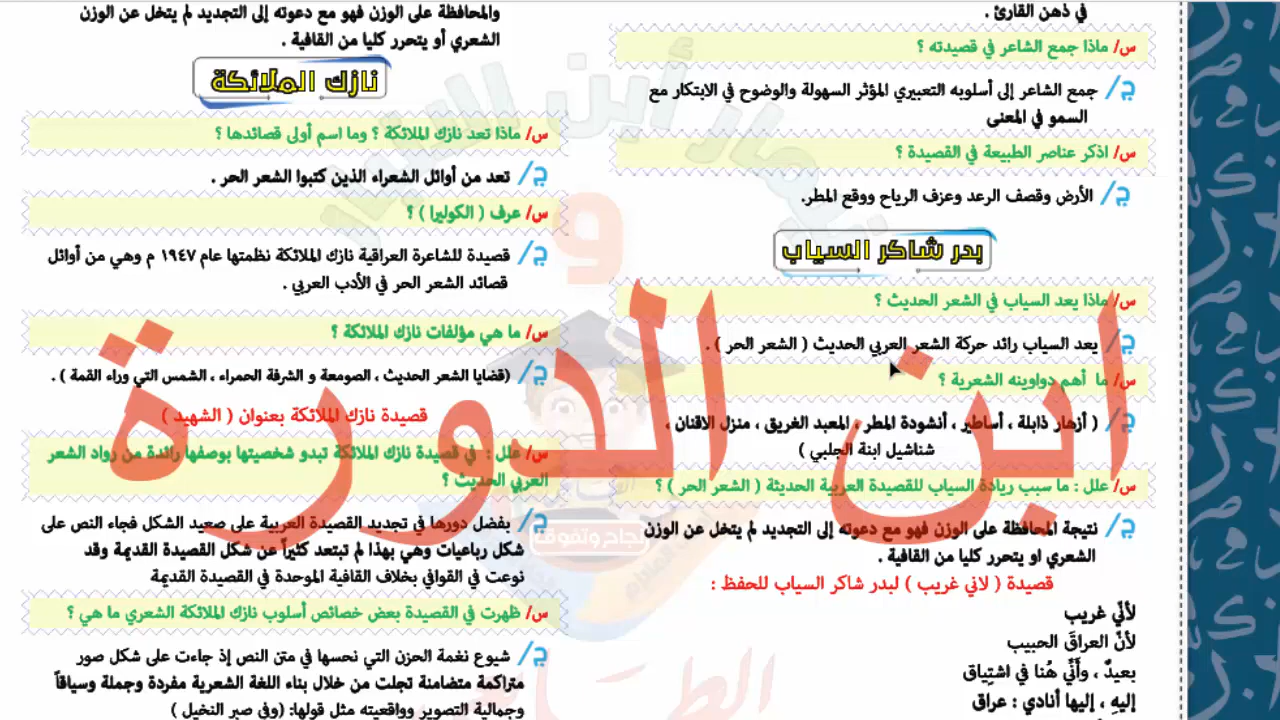 في ذهن القارئ .
س/ ماذا جمع الشاعر في قصيدته ؟
ج/ جمع الشاعر إلى أسلوبه التعبيري المؤثر السهولة والوضوح في الابتكار مع
السمو في المعنى
س/ اذكر عناصر الطبيعة في القصيدة ؟
ج/ الأرض وقصف الرعد وعزف الرياح ووقع المطر.
بدر شاكر السياب
س/ ماذا يعد السياب في الشعر الحديث ؟
ج/ يعد السياب رائد حركة الشعر العربي الحديث ( الشعر الحر ) .
س/ ما أهم دواوينه الشعرية ؟
ج/ ( أزهار ذابلة ، أساطير ، أنشودة المطر ، المعبد الغريق ، منزل الاقنان ،
شناشيل ابنة الجلبي )
س/ علل : ما سبب ريادة السياب للقصيدة العربية الحديثة ( الشعر الحر ) ؟
ج/ نتيجة المحافظة على الوزن فهو مع دعوته إلى التجديد لم يتخل عن الوزن
الشعري او يتحرر كليا من القافية .
قصيدة ( لاني غريب ) لبدر شاكر السياب للحفظ :
لأنّي غريب
لأنّ العراقَ الحبيب
بعيدٌ ، وأنّي هُنا في اشتِياق
إليهِ ، إليها أنادي : عراق
والمحافظة على الوزن فهو مع دعوته إلى التجديد لم يتخل عن الوزن
الشعري أو يتحرر كليا من القافية .
نازك الملائكة
س/ ماذا تعد نازك الملائكة ؟ وما اسم أولى قصائدها ؟
ج/ تعد من أوائل الشعراء الذين كتبوا الشعر الحر .
س/ عرف ( الكوليرا ) ؟
ج/ قصيدة للشاعرة العراقية نازك الملائكة نظمتها عام ١٩٤٧ م وهي من أوائل
قصائد الشعر الحر في الأدب العربي .
س/ ما هي مؤلفات نازك الملائكة ؟
ج/ (قضايا الشعر الحديث ، الصومعة و الشرفة الحمراء ، الشمس التي وراء القمة ) .
قصيدة نازك الملائكة بعنوان ( الشهيد )
س/ علل : في قصيدة نازك الملائكة تبدو شخصيتها بوصفها رائدة من رواد الشعر
العربي الحديث ؟
ج/ بفضل دورها في تجديد القصيدة العربية على صعيد الشكل فجاء النص على
شكل رباعيات وهي بهذا لم تبتعد كثيراً عن شكل القصيدة القديمة وقد
نوعت في القوافي بخلاف القافية الموحدة في القصيدة القديمة
س/ ظهرت في القصيدة بعض خصائص أسلوب نازك الملائكة الشعري ما هي ؟
ج/ شيوع نغمة الحزن التي نحسها في متن النص إذ جاءت على شكل صور
متراكمة متضامنة تجلت من خلال بناء اللغة الشعرية مفردة وجملة وسياقاً
وجمالية التصوير وواقعيته مثل قولها: (وفي صبر النخيل )
ابن الدورة
نجاح وتفوق